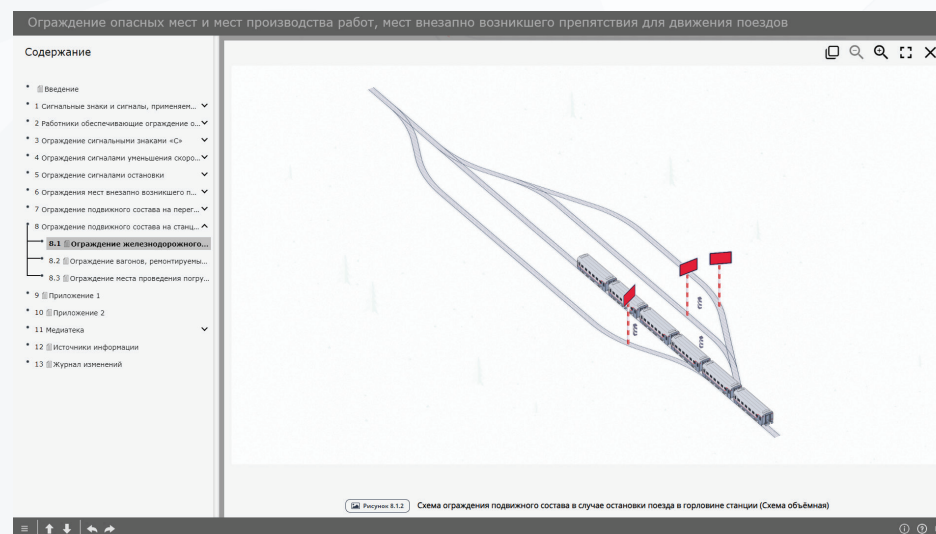 Ограждение опасных мест и мест производства работ, мест внезапно возникшего препятствия для движения поездов
Содержание
Введение
1 Сигнальные знаки и сигналы, применяем...
2 Работники обеспечивающие ограждение о...
3 Ограждение сигнальными знаками «С»
4 Ограждения сигналами уменьшения скоро...
5 Ограждение сигналами остановки
6 Ограждения мест внезапно возникшего п...
7 Ограждение подвижного состава на перег...
8 Ограждение подвижного состава на станц...
8.1 Ограждение железнодорожного...
8.2 Ограждение вагонов, ремонтируемы...
8.3 Ограждение места проведения погру...
9 Приложение 1
10 Приложение 2
11 Медиатека
12 Источники информации
13 Журнал изменений
Рисунок 8.1.2 Схема ограждения подвижного состава в случае остановки поезда в горловине станции (Схема объёмная)